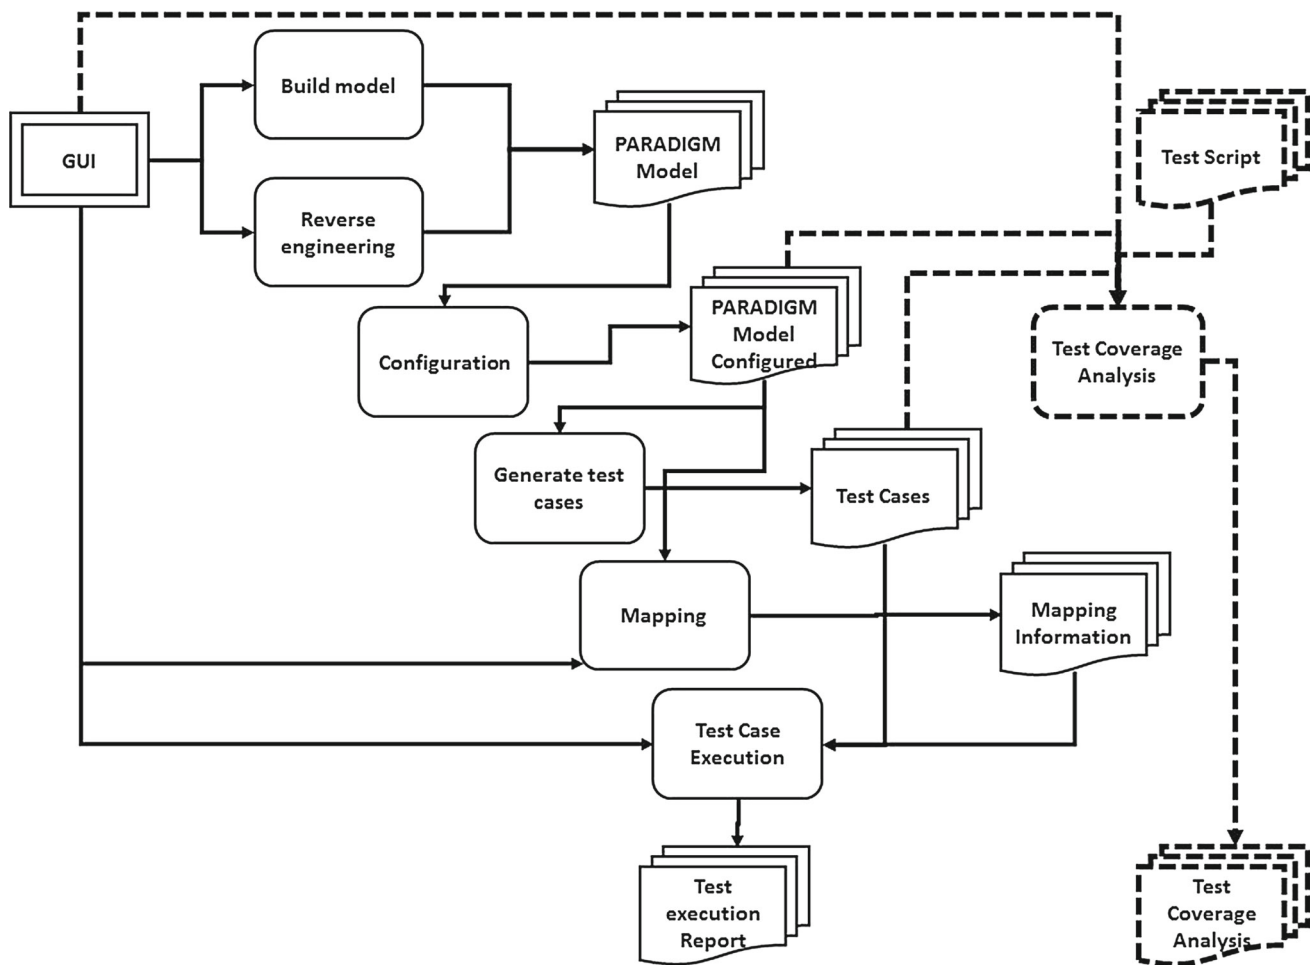 Build model
GUI
PARADIGM
Model
Test Script
Reverse
engineering
PARADIGM
Model
Configured
Configuration
Test Coverage
Analysis
Generate test
cases
Test Cases
Mapping
Mapping
Information
Test Case
Execution
Test
execution
Report
Test
Coverage
Analysis